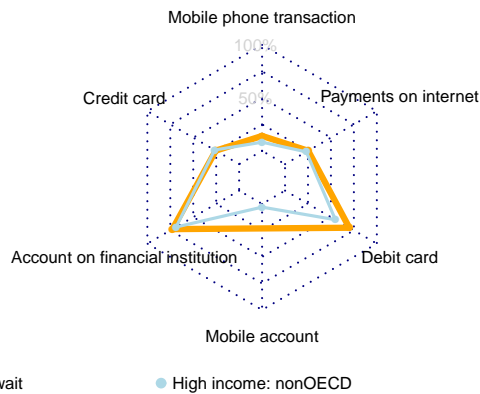 Mobile phone transaction
100%
Credit card
50%
Payments on internet
Account on financial institution
Debit card
Mobile account
wait
High income: nonOECD